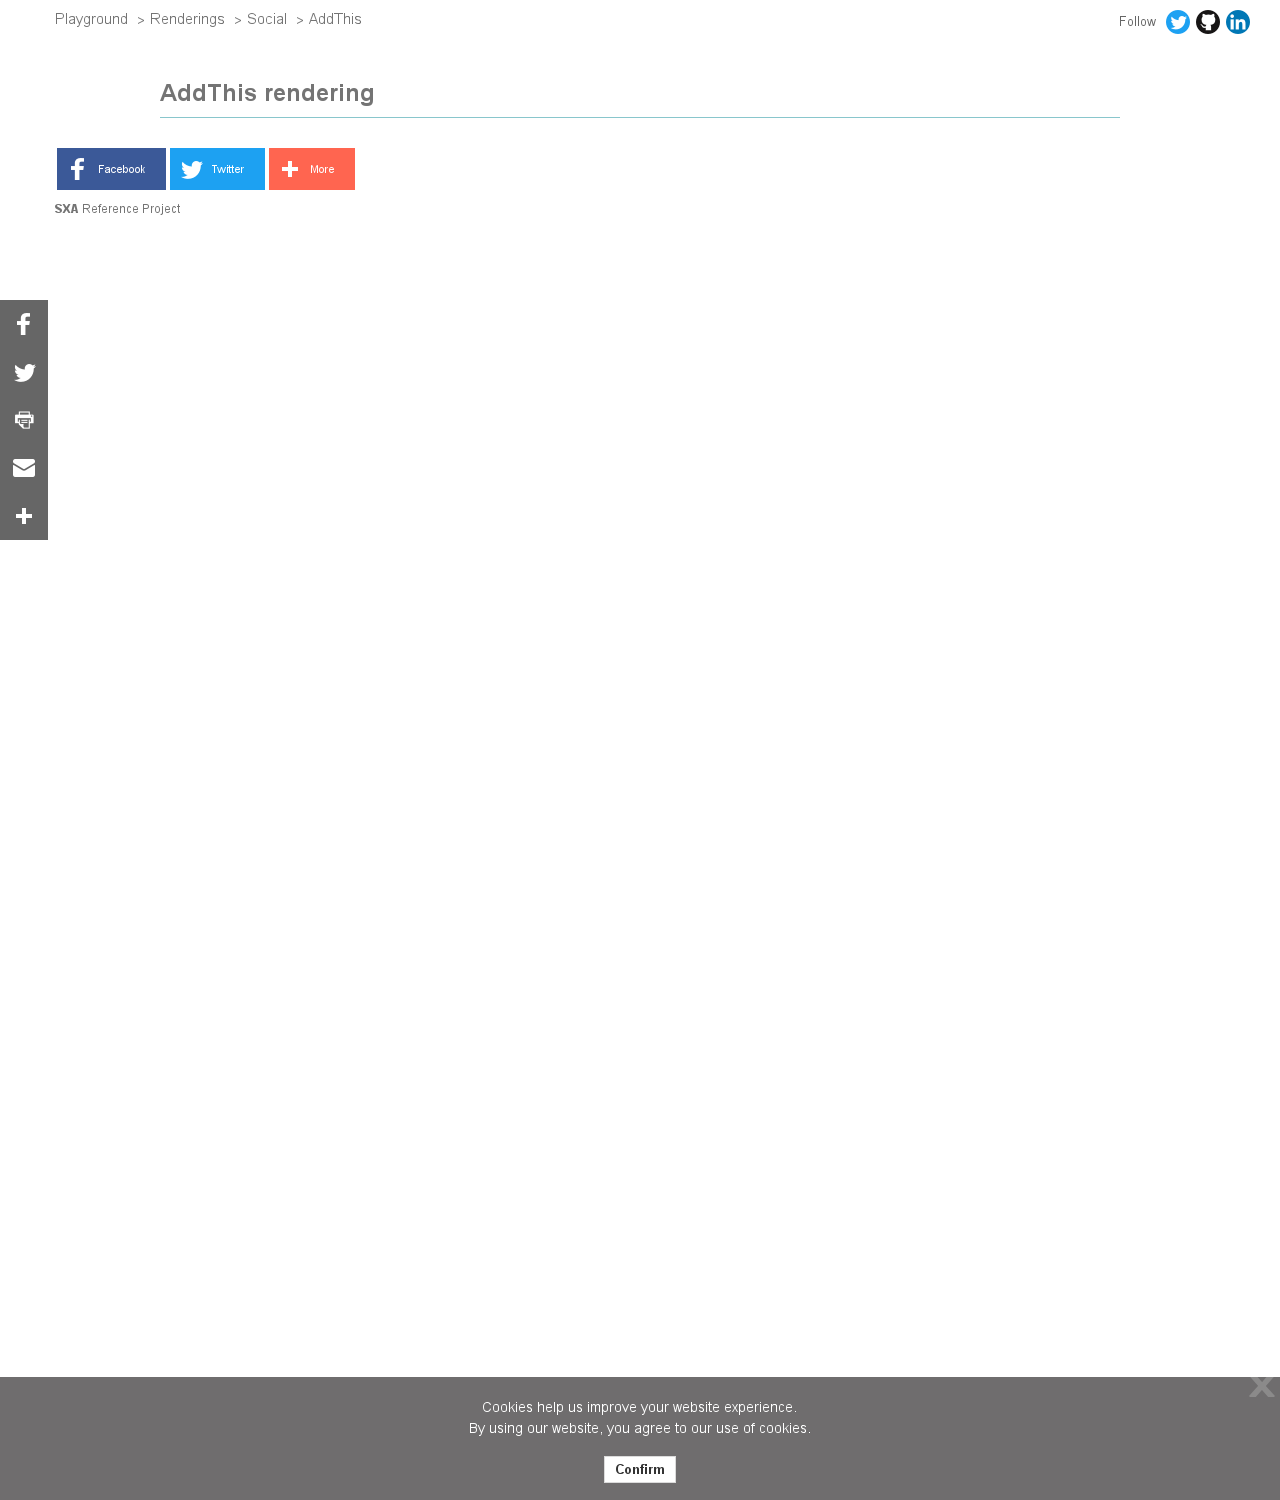 Playground > Renderings > Social > AddThis
Follow
AddThis rendering
Facebook Twitter More
SXA Reference Project
Cookies help us improve your website experience.
By using our website, you agree to our use of cookies.
Confirm